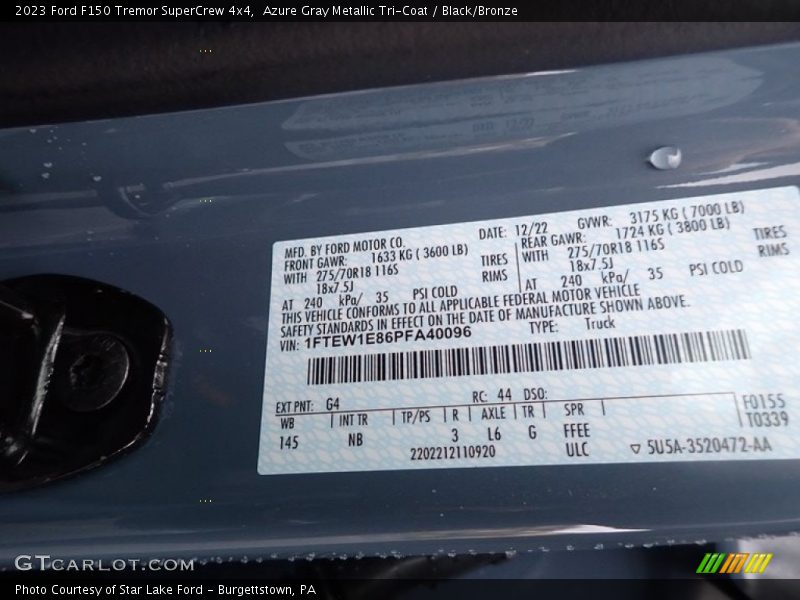 2023 Ford F150 Tremor SuperCrew 4x4, Azure Gray Metallic Tri-Coat / Black/Bronze
MFD. BY FORD MOTOR CO. DATE: 12/22 GVWR: 3175 KG ( 7000 LB)
FRONT GAWR: 1633 KG ( 3600 LB) REAR GAWR: 1724 KG ( 3800 LB)
WITH 275/70R18 116S TIRES WITH 275/70R18 116S TIRES
18x7.5J RIMS 18x7.5J RIMS
AT 240 kPa/ 35 PSI COLD AT 240 kPa/ 35 PSI COLD
THIS VEHICLE CONFORMS TO ALL APPLICABLE FEDERAL MOTOR VEHICLE
SAFETY STANDARDS IN EFFECT ON THE DATE OF MANUFACTURE SHOWN ABOVE.
VIN: 1FTEW1E86PFA40096 TYPE: Truck
EXT PNT: G4 RC: 44 DSO: F0155
WB INT TR TP/PS R AXLE TR SPR T0339
145 NB 3 L6 G FFEE
2202212110920 ULC ▽ 5U5A-3520472-AA
GTCARLOT.COM
Photo Courtesy of Star Lake Ford - Burgettstown, PA